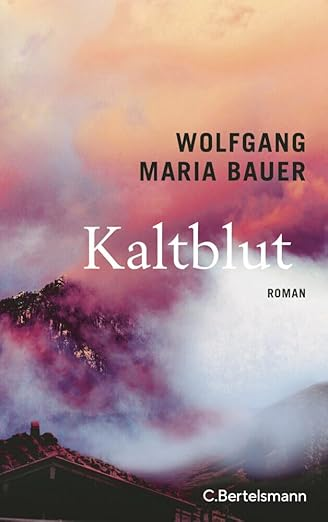 WOLFGANG
MARIA BAUER
Kaltblut
ROMAN
C.Bertelsmann